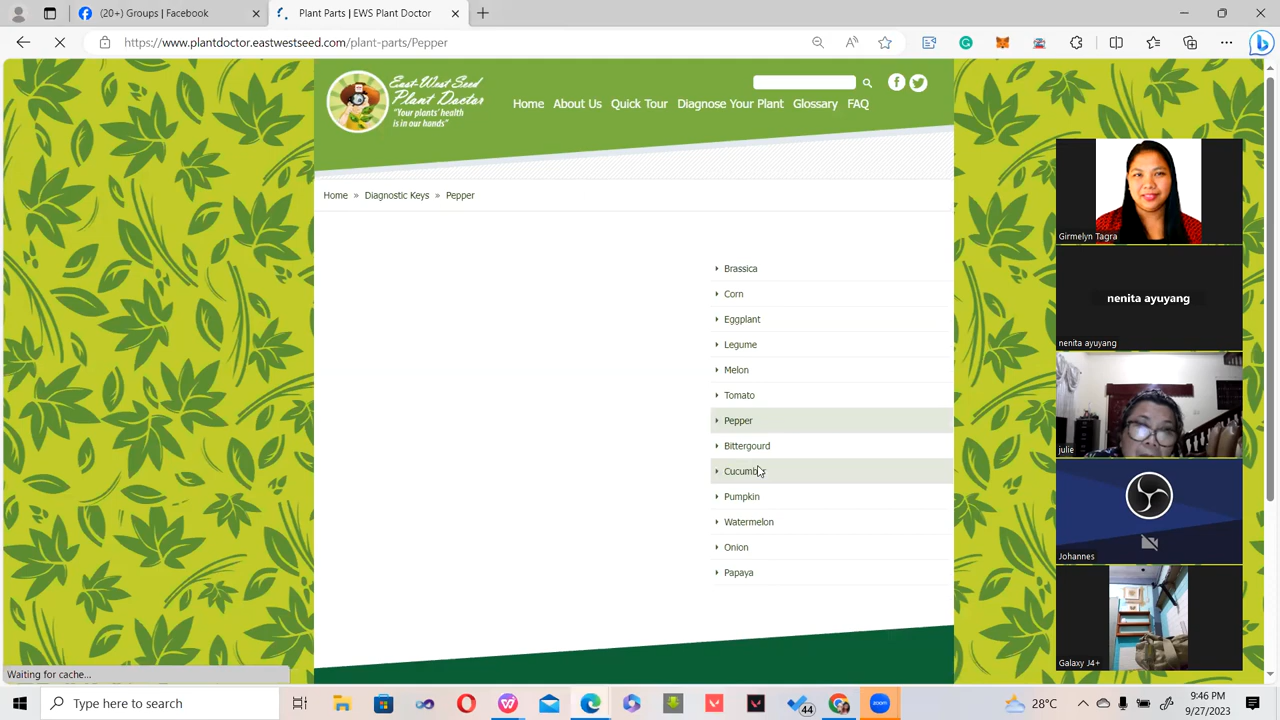 (20+) Groups | Facebook
Plant Parts | EWS Plant Doctor
https://www.plantdoctor.eastwestseed.com/plant-parts/Pepper
East-West Seed
Plant Doctor
"Your plants' health
is in our hands"
Home
About Us
Quick Tour
Diagnose Your Plant
Glossary
FAQ
Home » Diagnostic Keys » Pepper
Brassica
Corn
Eggplant
Legume
Melon
Tomato
Pepper
Bittergourd
Cucumber
Pumpkin
Watermelon
Onion
Papaya
Girmelyn Tagra
nenita ayuyang
nenita ayuyang
julie
Johannes
Galaxy J4+
Waiting for cache...
Type here to search
44
zoom
28°C
9:46 PM
9/27/2023